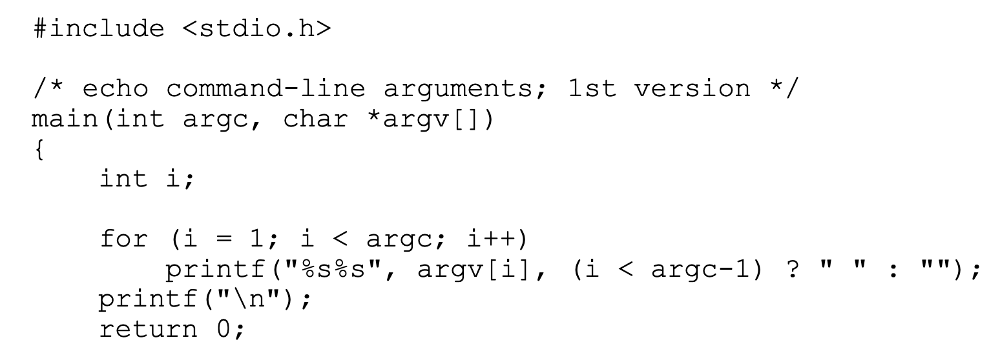 #include <stdio.h>
/* echo command-line arguments; 1st version */
main(int argc, char *argv[])
{
    int i;
    for (i = 1; i < argc; i++)
        printf("%s%s", argv[i], (i < argc-1) ? " " : "");
    printf("\n");
    return 0;